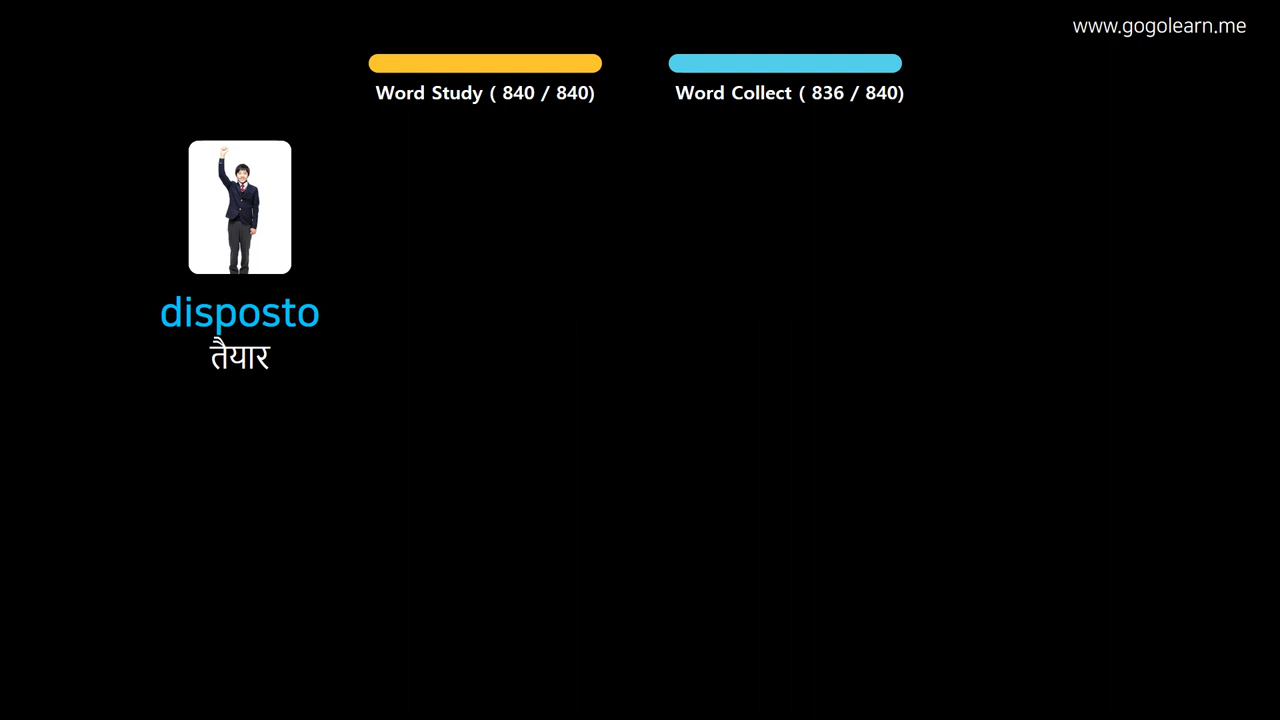 www.gogolearn.me
Word Study ( 840 / 840)
Word Collect ( 836 / 840)
disposto
तैयार